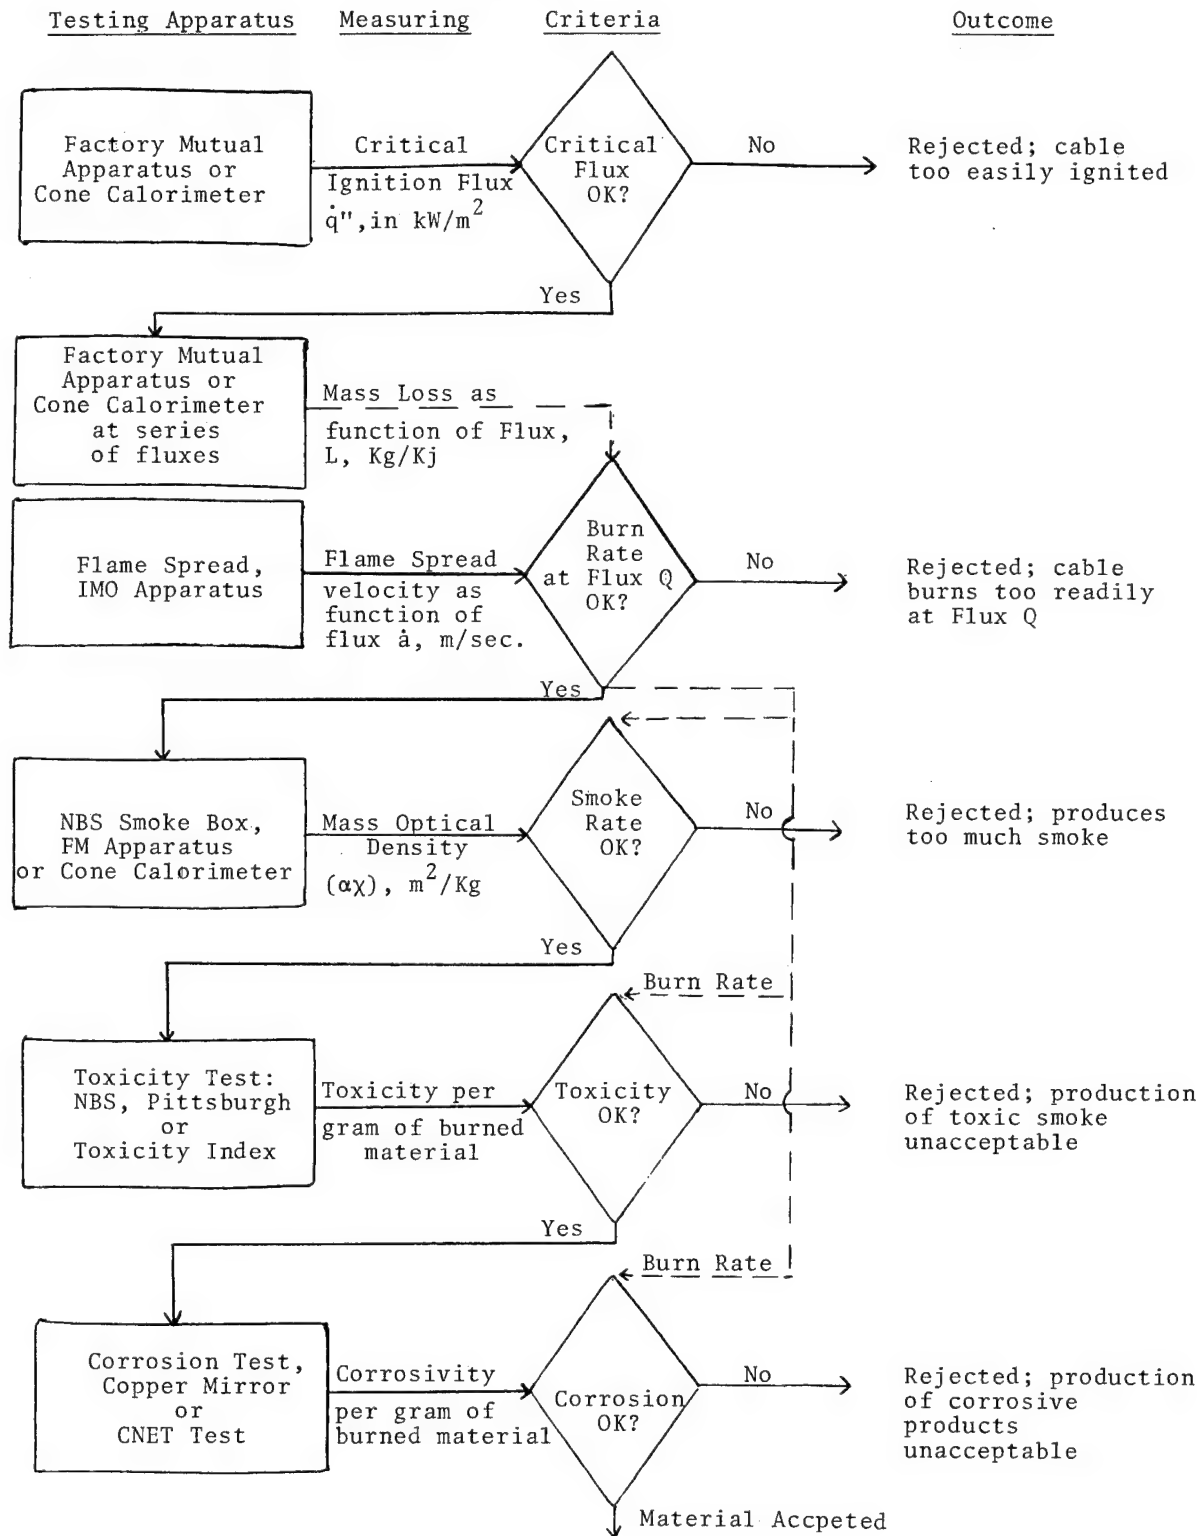 Testing Apparatus Measuring Criteria Outcome
Factory Mutual
Apparatus or
Cone Calorimeter
Critical
Ignition Flux
q̇", in kW/m²
Critical
Flux
OK?
No
Rejected; cable
too easily ignited
Yes
Factory Mutual
Apparatus or
Cone Calorimeter
at series
of fluxes
Mass Loss as
function of Flux,
L, Kg/Kj
Flame Spread,
IMO Apparatus
Flame Spread
velocity as
function of
flux ȧ, m/sec.
Burn
Rate
at Flux Q
OK?
No
Rejected; cable
burns too readily
at Flux Q
Yes
NBS Smoke Box,
FM Apparatus
or Cone Calorimeter
Mass Optical
Density
(αχ), m²/Kg
Smoke
Rate
OK?
No
Rejected; produces
too much smoke
Yes
Burn Rate
Toxicity Test:
NBS, Pittsburgh
or
Toxicity Index
Toxicity per
gram of burned
material
Toxicity
OK?
No
Rejected; production
of toxic smoke
unacceptable
Yes
Burn Rate
Corrosion Test,
Copper Mirror
or
CNET Test
Corrosivity
per gram of
burned material
Corrosion
OK?
No
Rejected; production
of corrosive
products
unacceptable
Material Accpeted